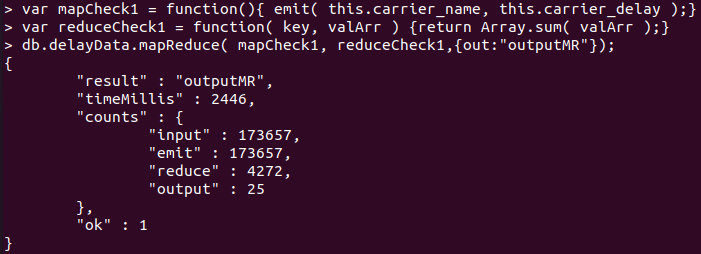 > var mapCheck1 = function(){ emit( this.carrier_name, this.carrier_delay );}
> var reduceCheck1 = function( key, valArr ) {return Array.sum( valArr );}
> db.delayData.mapReduce( mapCheck1, reduceCheck1,{out:"outputMR"});
{
        "result" : "outputMR",
        "timeMillis" : 2446,
        "counts" : {
                "input" : 173657,
                "emit" : 173657,
                "reduce" : 4272,
                "output" : 25
        },
        "ok" : 1
}